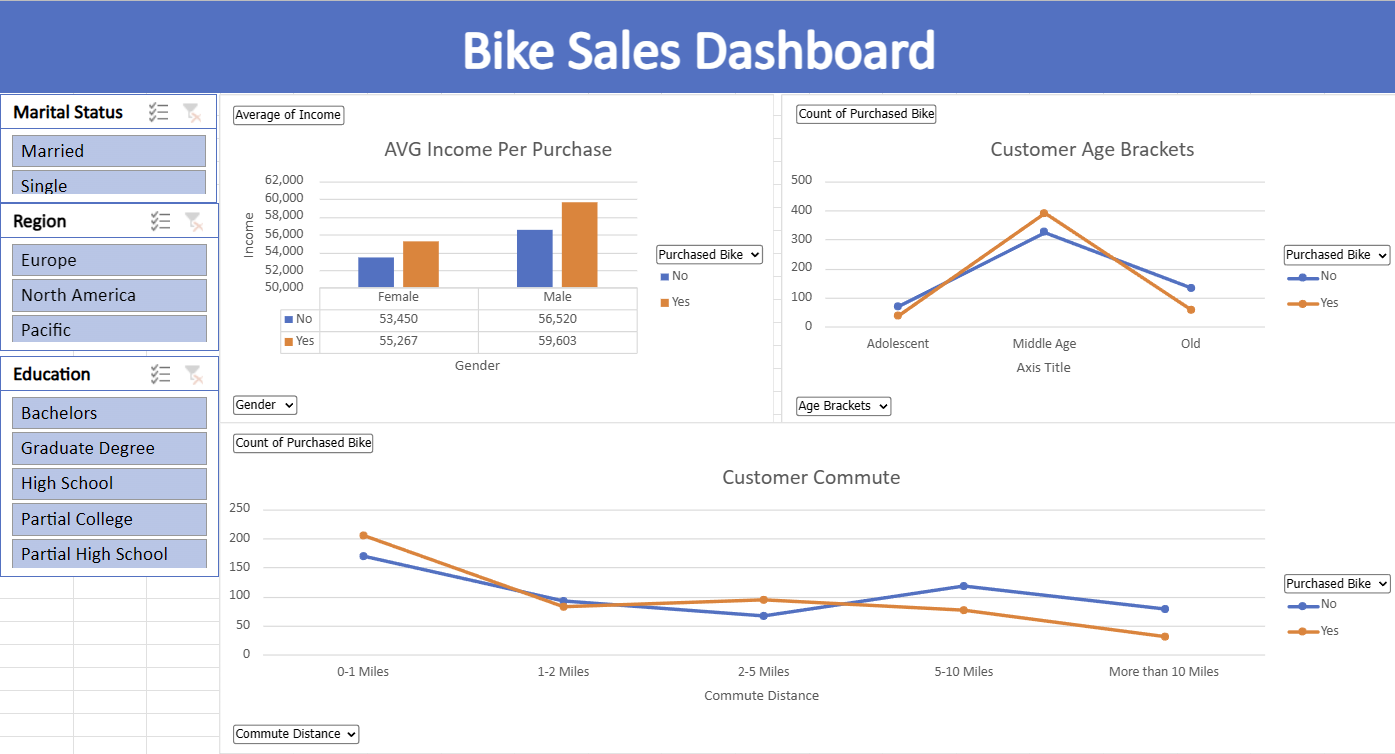 Bike Sales Dashboard
Marital Status
Married
Single
Region
Europe
North America
Pacific
Education
Bachelors
Graduate Degree
High School
Partial College
Partial High School
Average of Income
AVG Income Per Purchase
62,000
60,000
58,000
56,000
54,000
52,000
50,000
Income
Female Male
No 53,450 56,520
Yes 55,267 59,603
Gender
Purchased Bike
No
Yes
Gender
Count of Purchased Bike
Customer Age Brackets
500
400
300
200
100
0
Adolescent Middle Age Old
Axis Title
Purchased Bike
No
Yes
Age Brackets
Count of Purchased Bike
Customer Commute
250
200
150
100
50
0
0-1 Miles 1-2 Miles 2-5 Miles 5-10 Miles More than 10 Miles
Commute Distance
Purchased Bike
No
Yes
Commute Distance